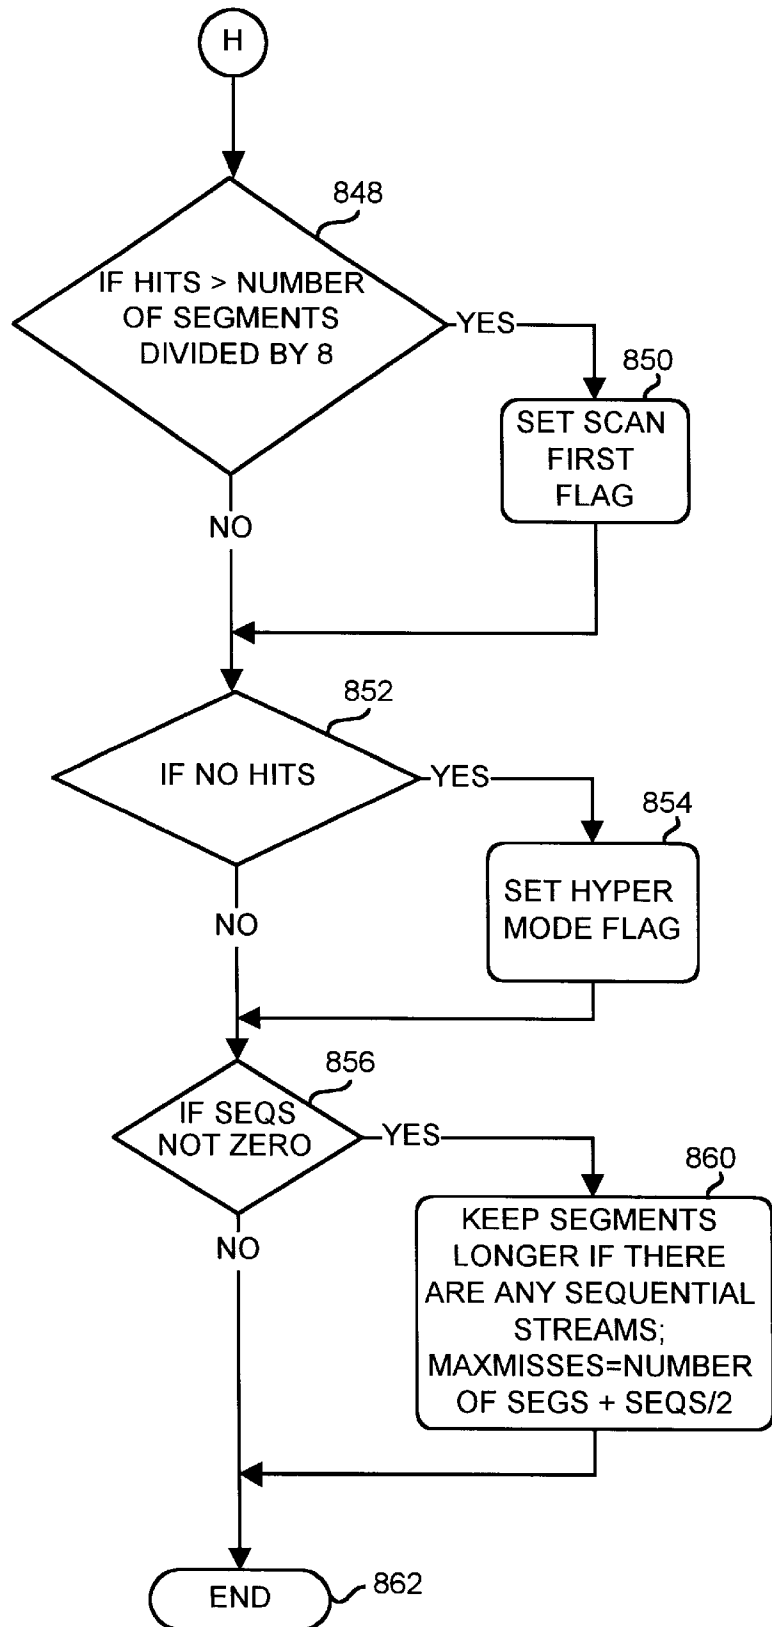 H
848
IF HITS > NUMBER
OF SEGMENTS
DIVIDED BY 8
YES
850
SET SCAN
FIRST
FLAG
NO
852
IF NO HITS
YES
854
SET HYPER
MODE FLAG
NO
856
IF SEQS
NOT ZERO
YES
860
KEEP SEGMENTS
LONGER IF THERE
ARE ANY SEQUENTIAL
STREAMS;
MAXMISSES=NUMBER
OF SEGS + SEQS/2
NO
END
862